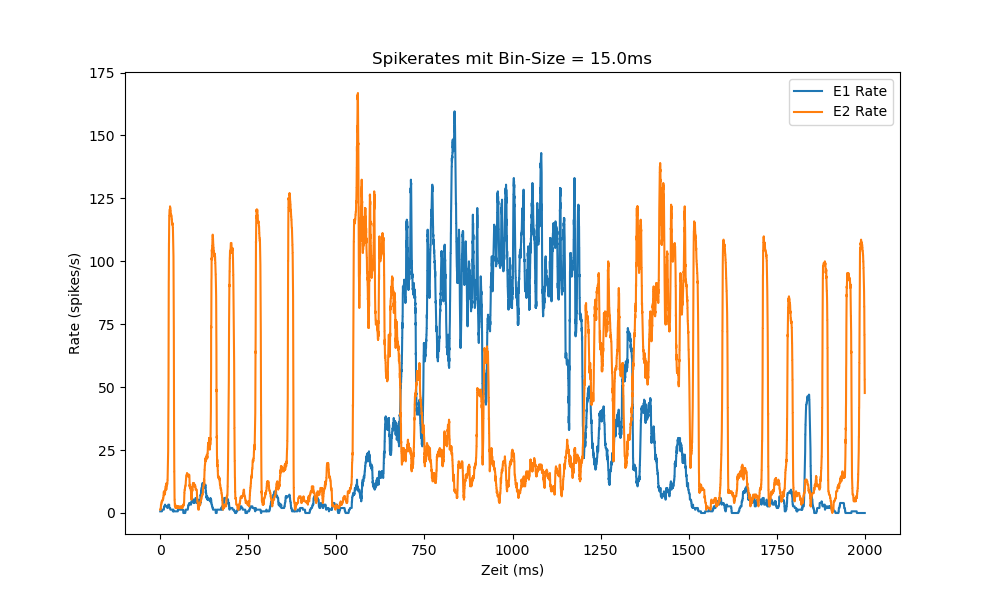 Spikerates mit Bin-Size = 15.0ms
E1 Rate
E2 Rate
175
150
125
100
75
50
25
0
Rate (spikes/s)
0 250 500 750 1000 1250 1500 1750 2000
Zeit (ms)